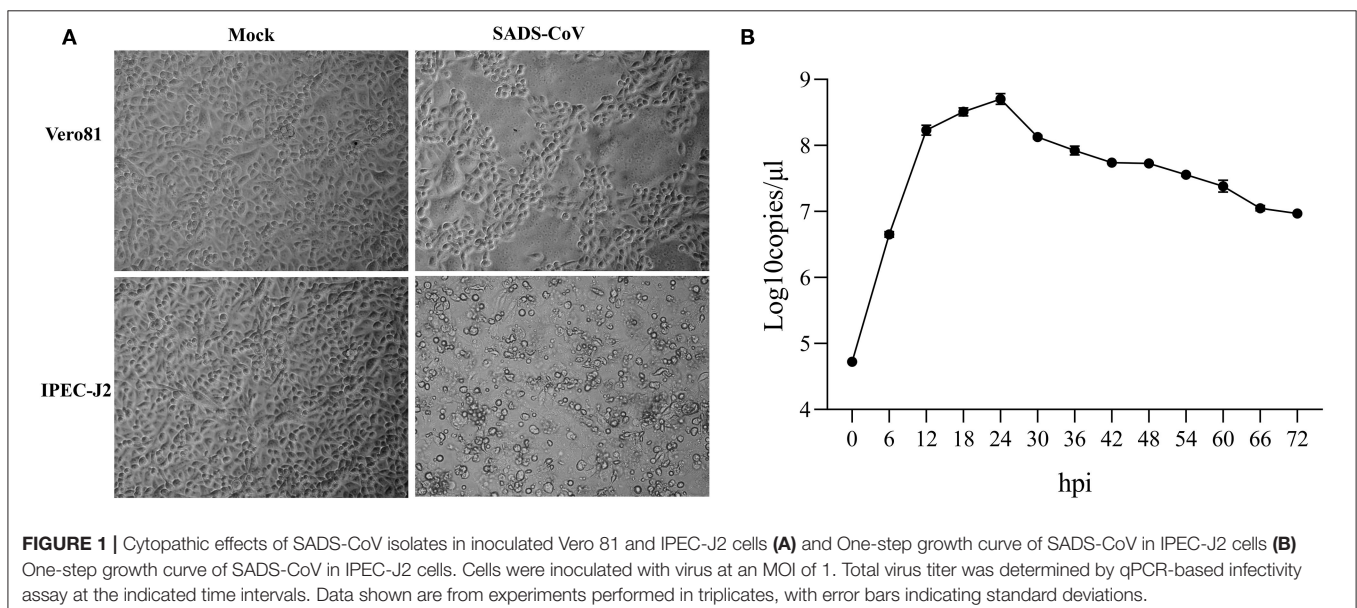 A
Mock
SADS-CoV
Vero81
IPEC-J2
B
9
8
7
6
5
4
Log10copies/µl
0 6 12 18 24 30 36 42 48 54 60 66 72
hpi
FIGURE 1 | Cytopathic effects of SADS-CoV isolates in inoculated Vero 81 and IPEC-J2 cells (A) and One-step growth curve of SADS-CoV in IPEC-J2 cells (B)
One-step growth curve of SADS-CoV in IPEC-J2 cells. Cells were inoculated with virus at an MOI of 1. Total virus titer was determined by qPCR-based infectivity
assay at the indicated time intervals. Data shown are from experiments performed in triplicates, with error bars indicating standard deviations.